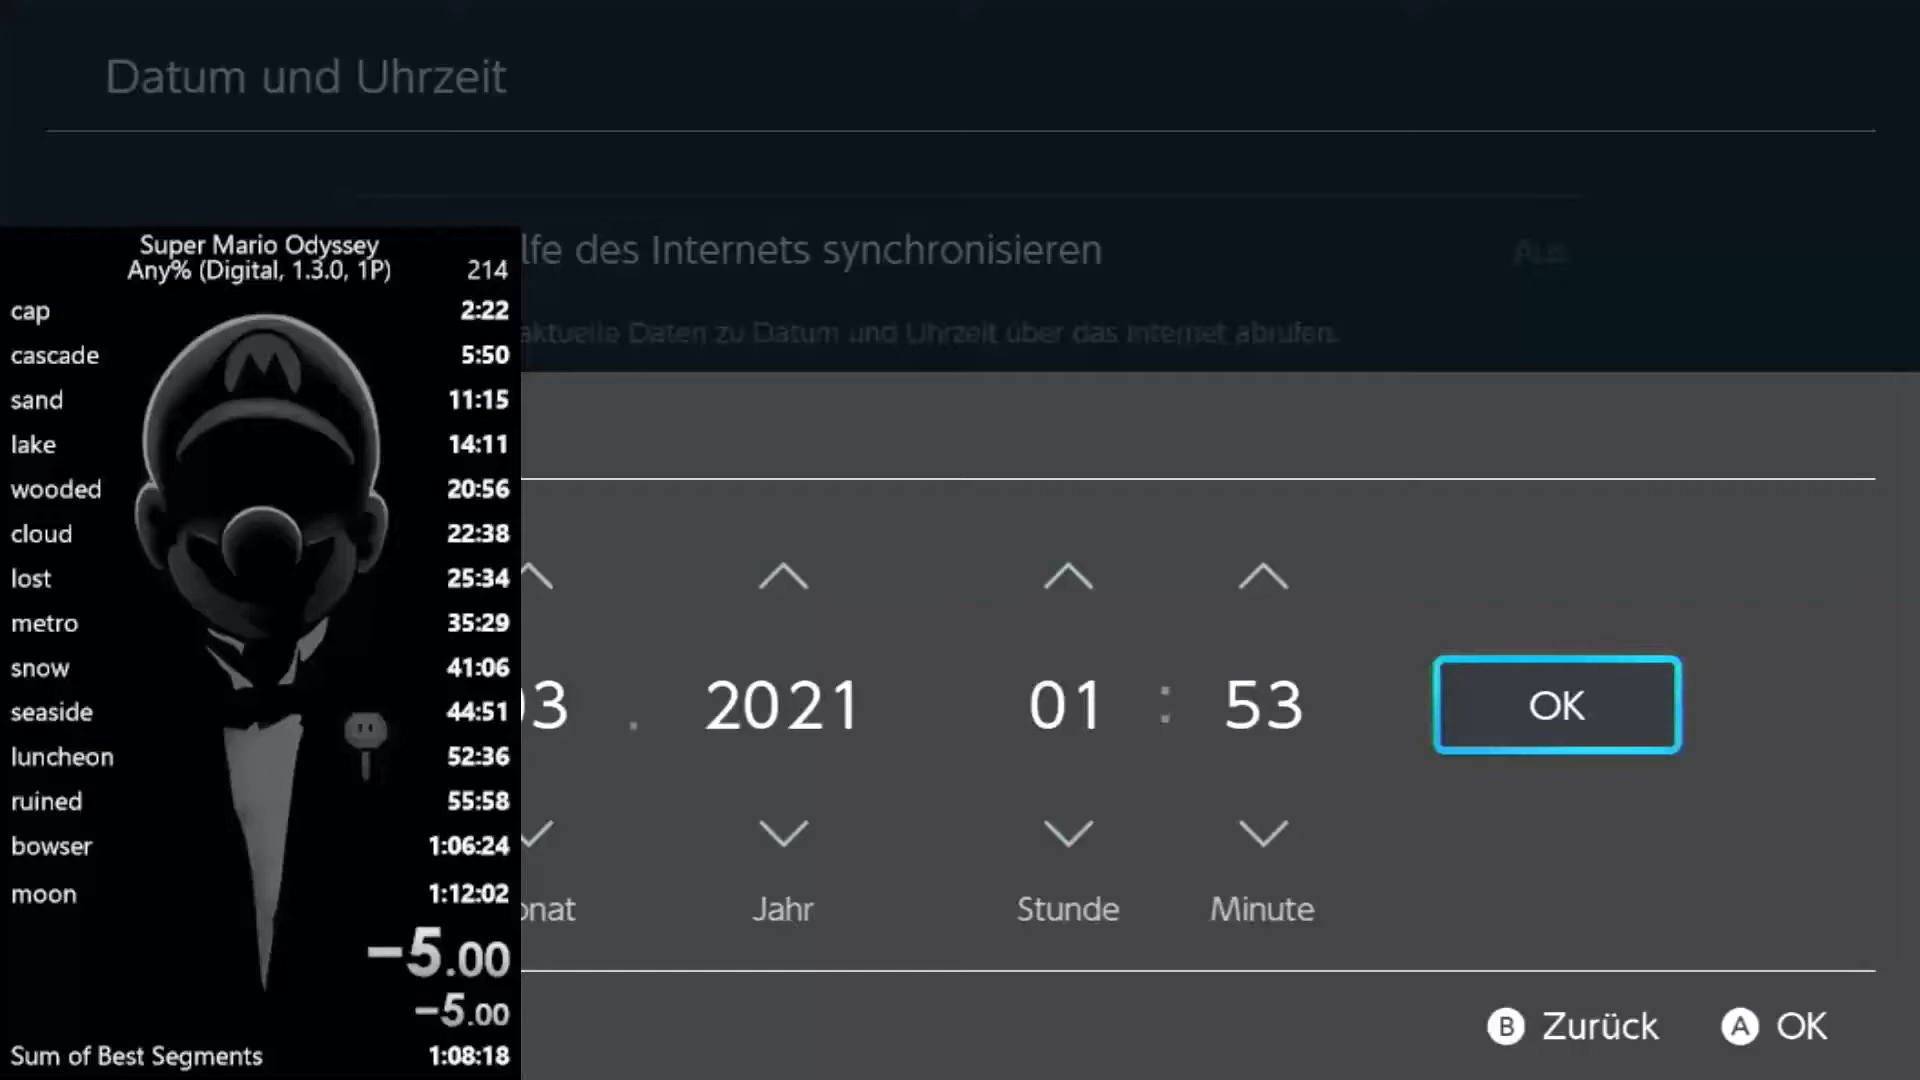 Datum und Uhrzeit
lfe des Internets synchronisieren
Aus
aktuelle Daten zu Datum und Uhrzeit über das Internet abrufen.
Super Mario Odyssey
Any% (Digital, 1.3.0, 1P) 214
cap 2:22
cascade 5:50
sand 11:15
lake 14:11
wooded 20:56
cloud 22:38
lost 25:34
metro 35:29
snow 41:06
seaside 44:51
luncheon 52:36
ruined 55:58
bowser 1:06:24
moon 1:12:02
-5.00
-5.00
Sum of Best Segments 1:08:18
03 . 2021 01 : 53 OK
onat Jahr Stunde Minute
B Zurück A OK